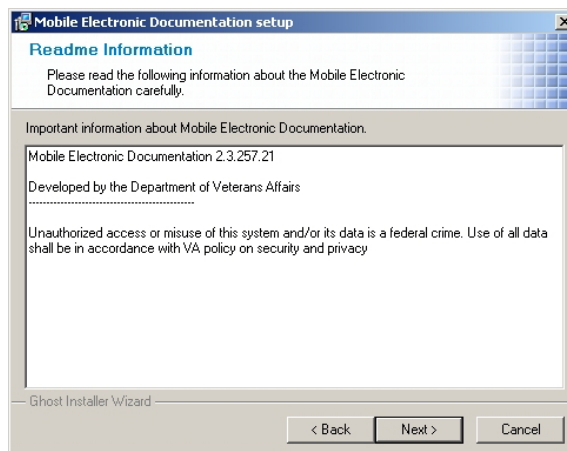 Mobile Electronic Documentation setup
Readme Information
Please read the following information about the Mobile Electronic
Documentation carefully.
Important information about Mobile Electronic Documentation.
Mobile Electronic Documentation 2.3.257.21
Developed by the Department of Veterans Affairs
-----------------------------------------------
Unauthorized access or misuse of this system and/or its data is a federal crime. Use of all data
shall be in accordance with VA policy on security and privacy
Ghost Installer Wizard
< Back Next > Cancel